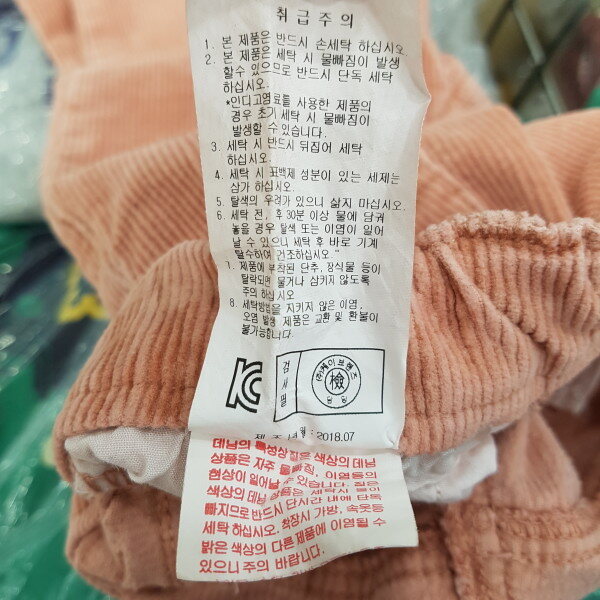 취급주의
1. 본 제품은 반드시 손세탁 하십시오.
2. 본 제품은 세탁 시 물빠짐이 발생
할수 있으므로 반드시 단독 세탁
하십시오.
*인디고염료를 사용한 제품의
경우 초기 세탁 시 물빠짐이
발생할수 있습니다.
3. 세탁 시 반드시 뒤집어 세탁
하십시오.
4. 세탁 시 표백제 성분이 있는 세제는
삼가 하십시오.
5. 탈색의 우려가 있으니 삶지 마십시오.
6. 세탁 전, 후 30분 이상 물에 담궈
놓을 경우 탈색 또는 이염이 일어
날 수 있으니 세탁 후 바로 기계
탈수하여 건조하십시오.
7. 제품에 부착된 단추, 장식물 등이
탈락되면 물거나 삼키지 않도록
주의 하십시오
8. 세탁방법을 지키지 않은 이염,
오염 발생 제품은 교환 및 환불이
불가능합니다.
KC
검사필
(주)제이브랜즈
檢
담당
제조년월 : 2018.07
데님의 특성상 짙은 색상의 데님
상품은 자주 물빠짐, 이염등의
현상이 일어날 수 있습니다. 짙은
색상의 데님 상품은 세탁시 물이
빠지므로 반드시 단시간 내에 단독
세탁 하십시오. 착장시 가방, 속옷등
밝은 색상의 다른 제품에 이염될 수
있으니 주의 바랍니다.